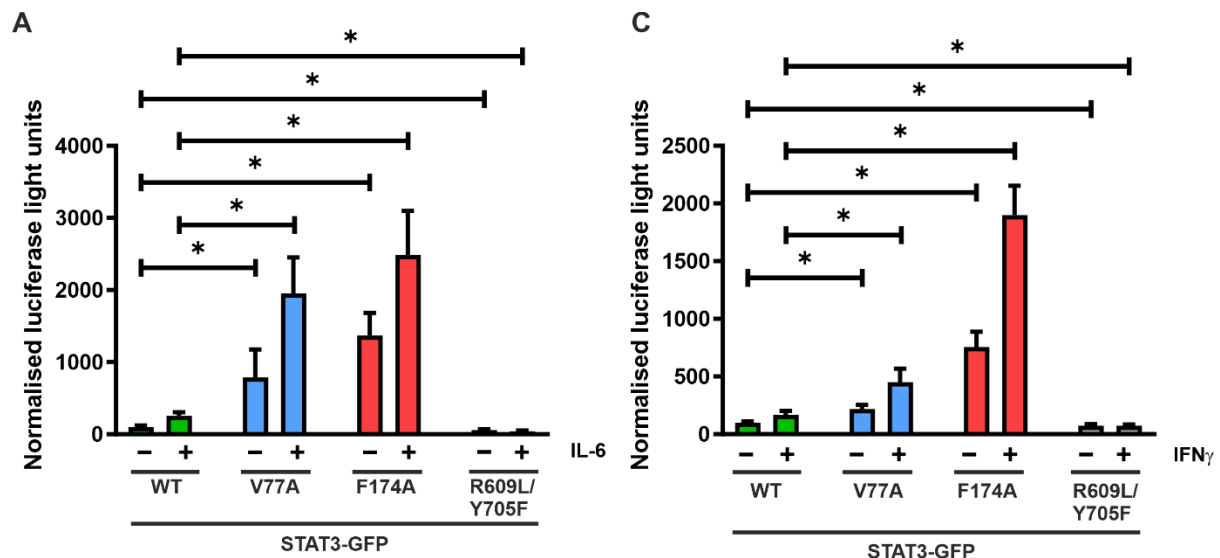 A
*
*
*
*
*
*
Normalised luciferase light units
4000
3000
2000
1000
0
− + − + − + − + IL-6
WT V77A F174A R609L/
Y705F
STAT3-GFP
C
*
*
*
*
*
*
Normalised luciferase light units
2500
2000
1500
1000
500
0
− + − + − + − + IFNγ
WT V77A F174A R609L/
Y705F
STAT3-GFP